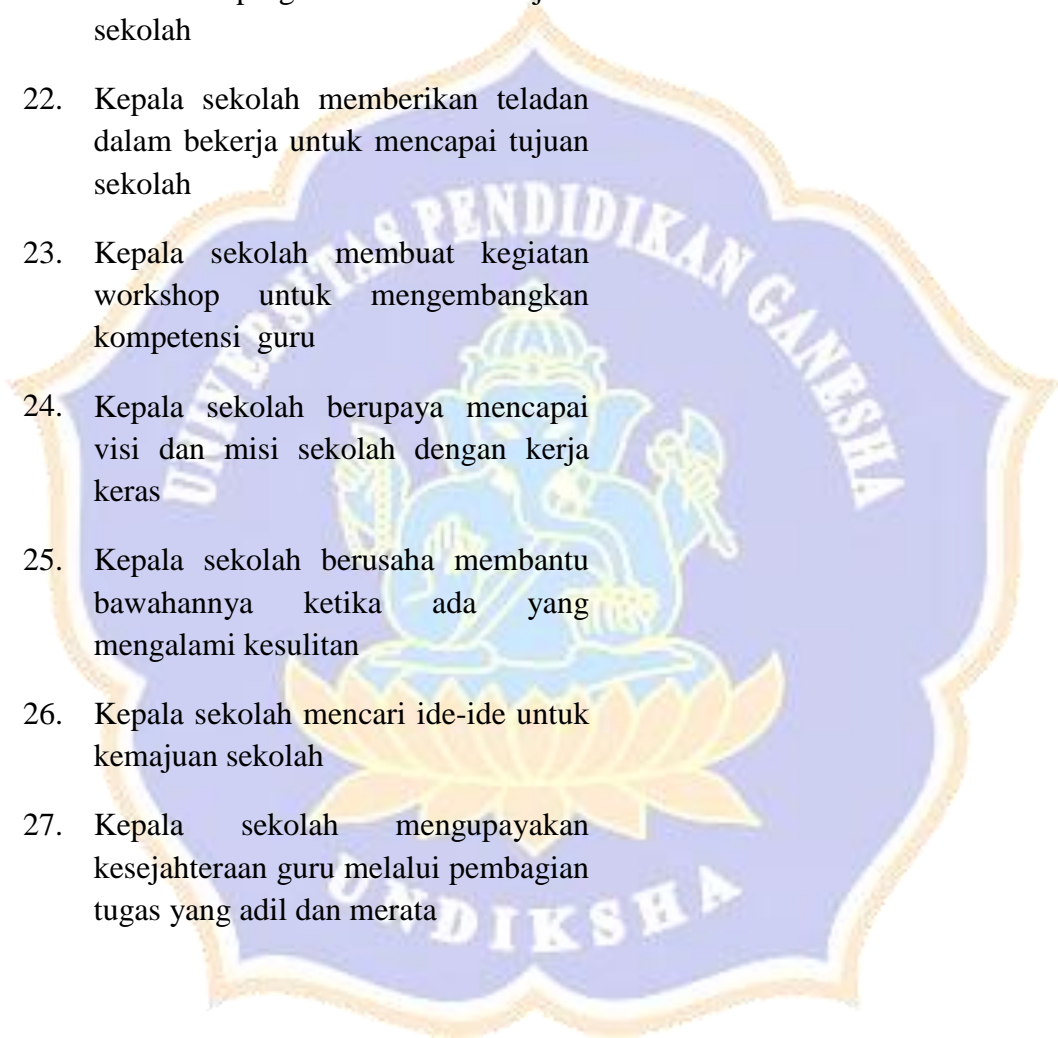 sekolah
22. Kepala sekolah memberikan teladan
dalam bekerja untuk mencapai tujuan
sekolah
23. Kepala sekolah membuat kegiatan
workshop untuk mengembangkan
kompetensi guru
24. Kepala sekolah berupaya mencapai
visi dan misi sekolah dengan kerja
keras
25. Kepala sekolah berusaha membantu
bawahannya ketika ada yang
mengalami kesulitan
26. Kepala sekolah mencari ide-ide untuk
kemajuan sekolah
27. Kepala sekolah mengupayakan
kesejahteraan guru melalui pembagian
tugas yang adil dan merata
UNIVERSITAS PENDIDIKAN GANESHA
UNDIKSHA